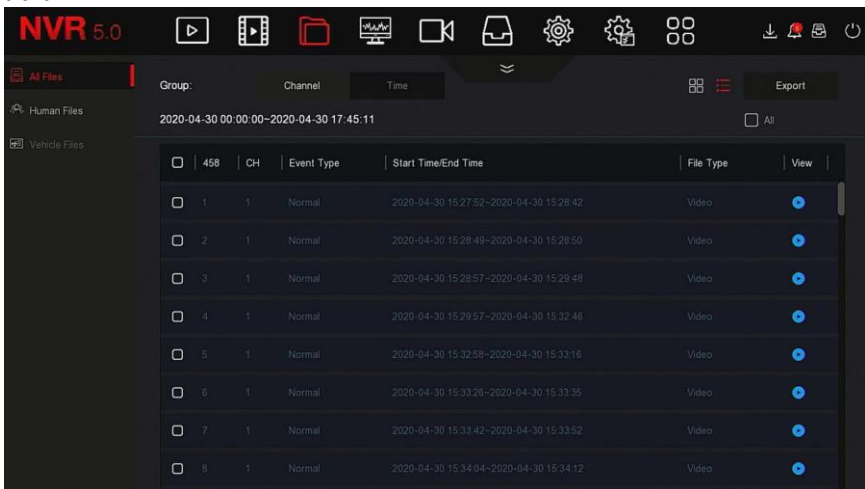 NVR 5.0
All Files
Human Files
Vehicle Files
Group: Channel Time Export
2020-04-30 00:00:00~2020-04-30 17:45:11 All
458 CH Event Type Start Time/End Time File Type View
1 1 Normal 2020-04-30 15:27:52~2020-04-30 15:28:42 Video
2 1 Normal 2020-04-30 15:28:49~2020-04-30 15:28:50 Video
3 1 Normal 2020-04-30 15:28:57~2020-04-30 15:29:48 Video
4 1 Normal 2020-04-30 15:29:57~2020-04-30 15:32:46 Video
5 1 Normal 2020-04-30 15:32:58~2020-04-30 15:33:16 Video
6 1 Normal 2020-04-30 15:33:26~2020-04-30 15:33:35 Video
7 1 Normal 2020-04-30 15:33:42~2020-04-30 15:33:52 Video
8 1 Normal 2020-04-30 15:34:04~2020-04-30 15:34:12 Video